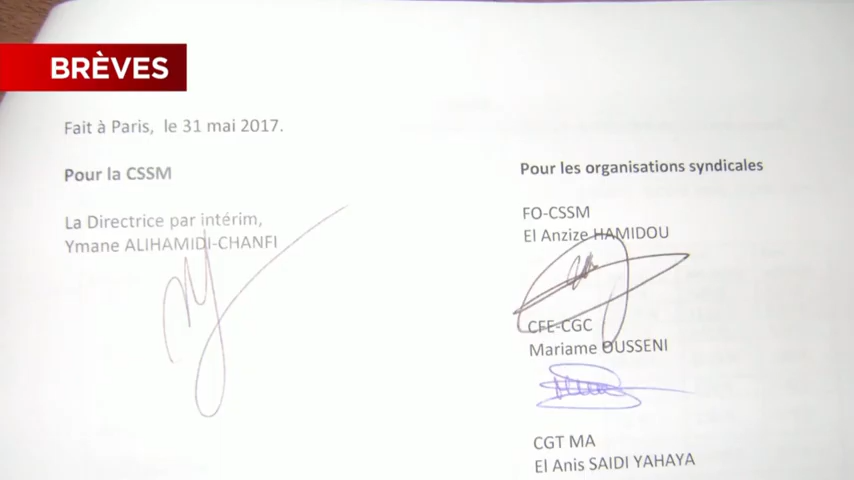 BRÈVES
Fait à Paris, le 31 mai 2017.
Pour la CSSM
La Directrice par intérim,
Ymane ALIHAMIDI-CHANFI
Pour les organisations syndicales
FO-CSSM
El Anzize HAMIDOU
CFE-CGC
Mariame OUSSENI
CGT MA
El Anis SAIDI YAHAYA